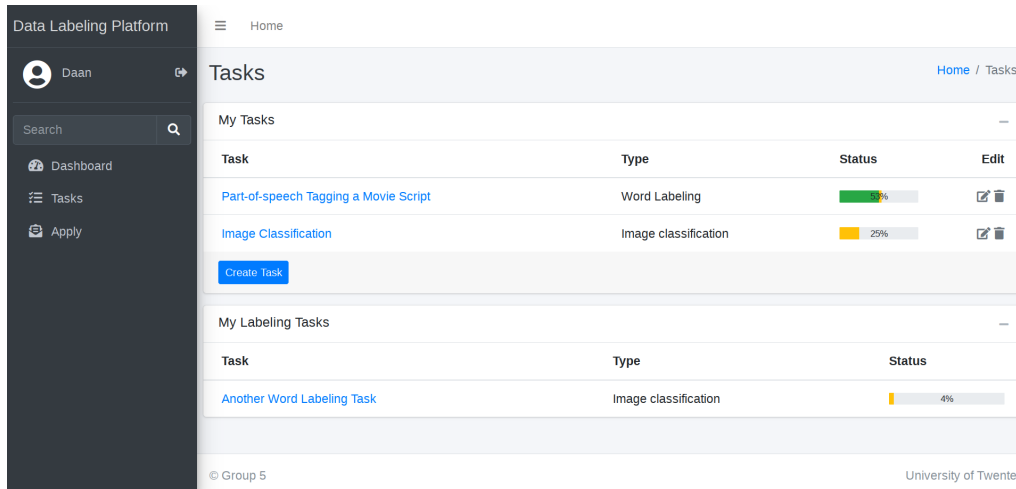 Data Labeling Platform
Home
Daan
Tasks
Home / Tasks
Search
Dashboard
Tasks
Apply
My Tasks
Task Type Status Edit
Part-of-speech Tagging a Movie Script Word Labeling 53%
Image Classification Image classification 25%
Create Task
My Labeling Tasks
Task Type Status
Another Word Labeling Task Image classification 4%
© Group 5 University of Twente